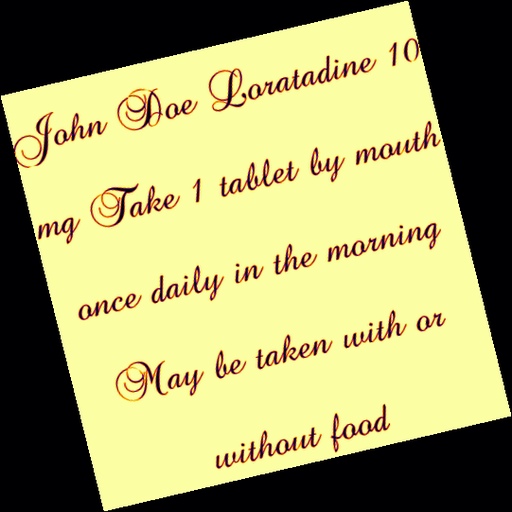 John Doe Loratadine 10
mg Take 1 tablet by mouth
once daily in the morning
May be taken with or
without food